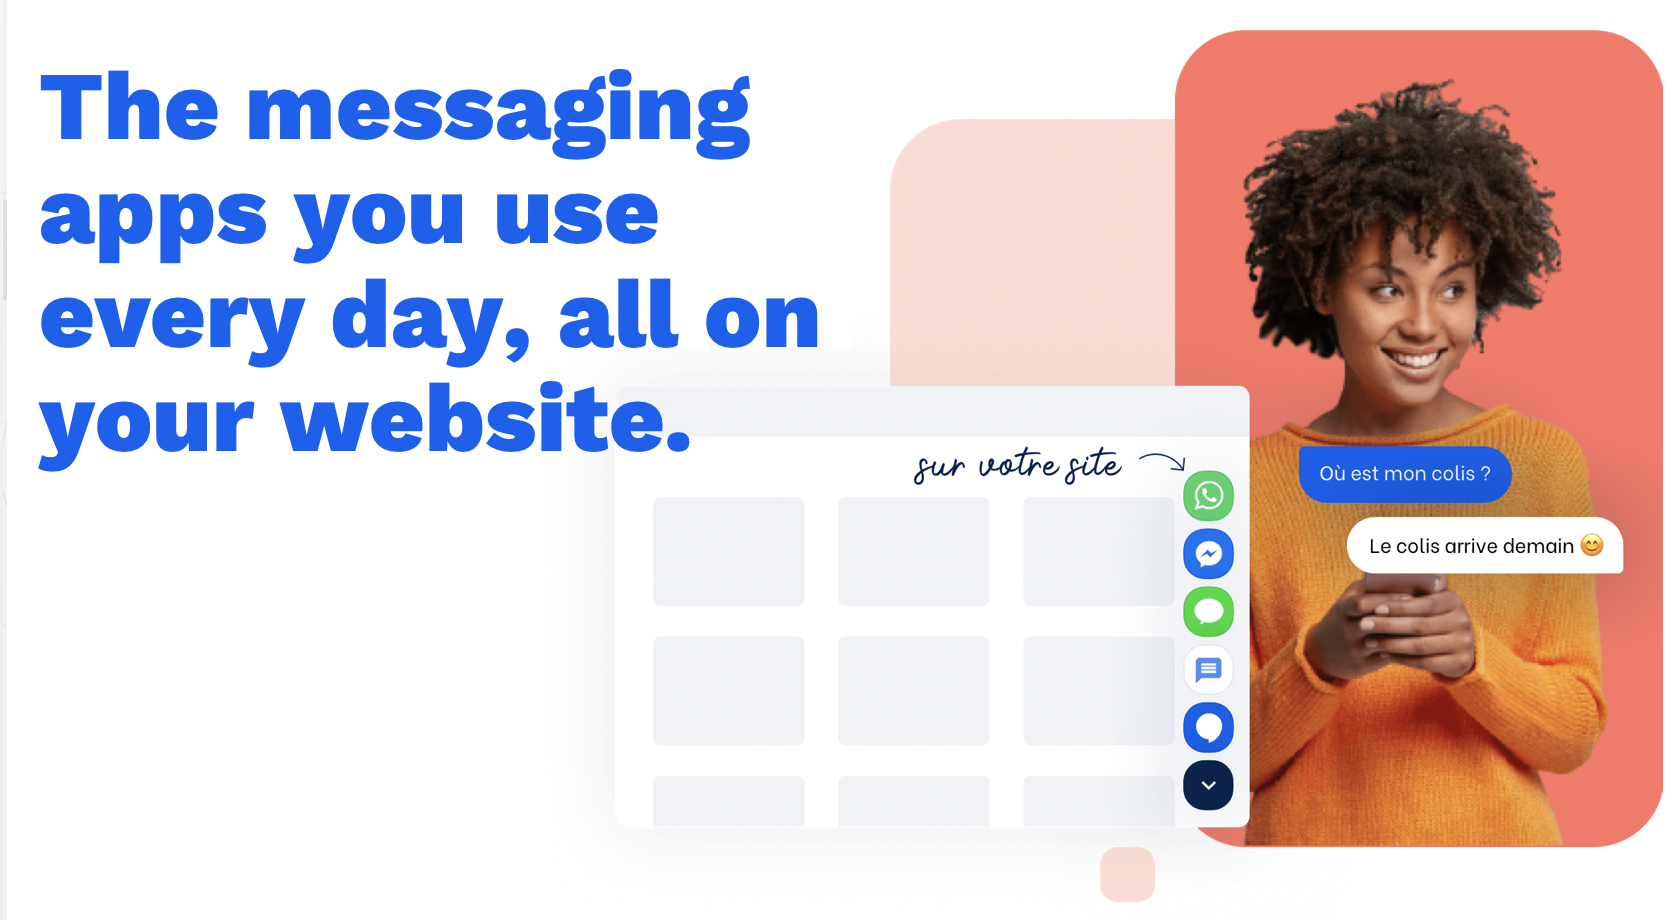 The messaging
apps you use
every day, all on
your website.
sur votre site
Où est mon colis ?
Le colis arrive demain 😊